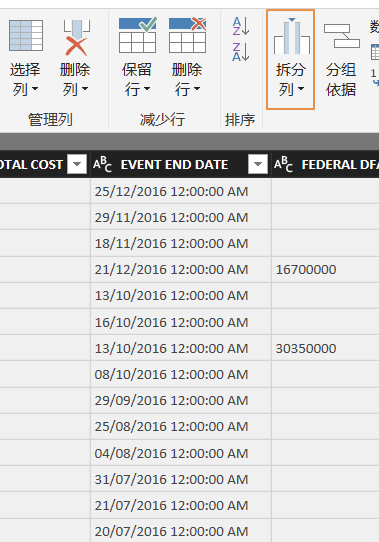 选择
列
删除
列
保留
行
删除
行
A
Z
Z
A
拆分
列
分组
依据
数
1
管理列
减少行
排序
OTAL COST
ABC EVENT END DATE
ABC FEDERAL DFA
25/12/2016 12:00:00 AM
29/11/2016 12:00:00 AM
18/11/2016 12:00:00 AM
21/12/2016 12:00:00 AM 16700000
13/10/2016 12:00:00 AM
16/10/2016 12:00:00 AM
13/10/2016 12:00:00 AM 30350000
08/10/2016 12:00:00 AM
29/09/2016 12:00:00 AM
25/08/2016 12:00:00 AM
04/08/2016 12:00:00 AM
31/07/2016 12:00:00 AM
21/07/2016 12:00:00 AM
20/07/2016 12:00:00 AM